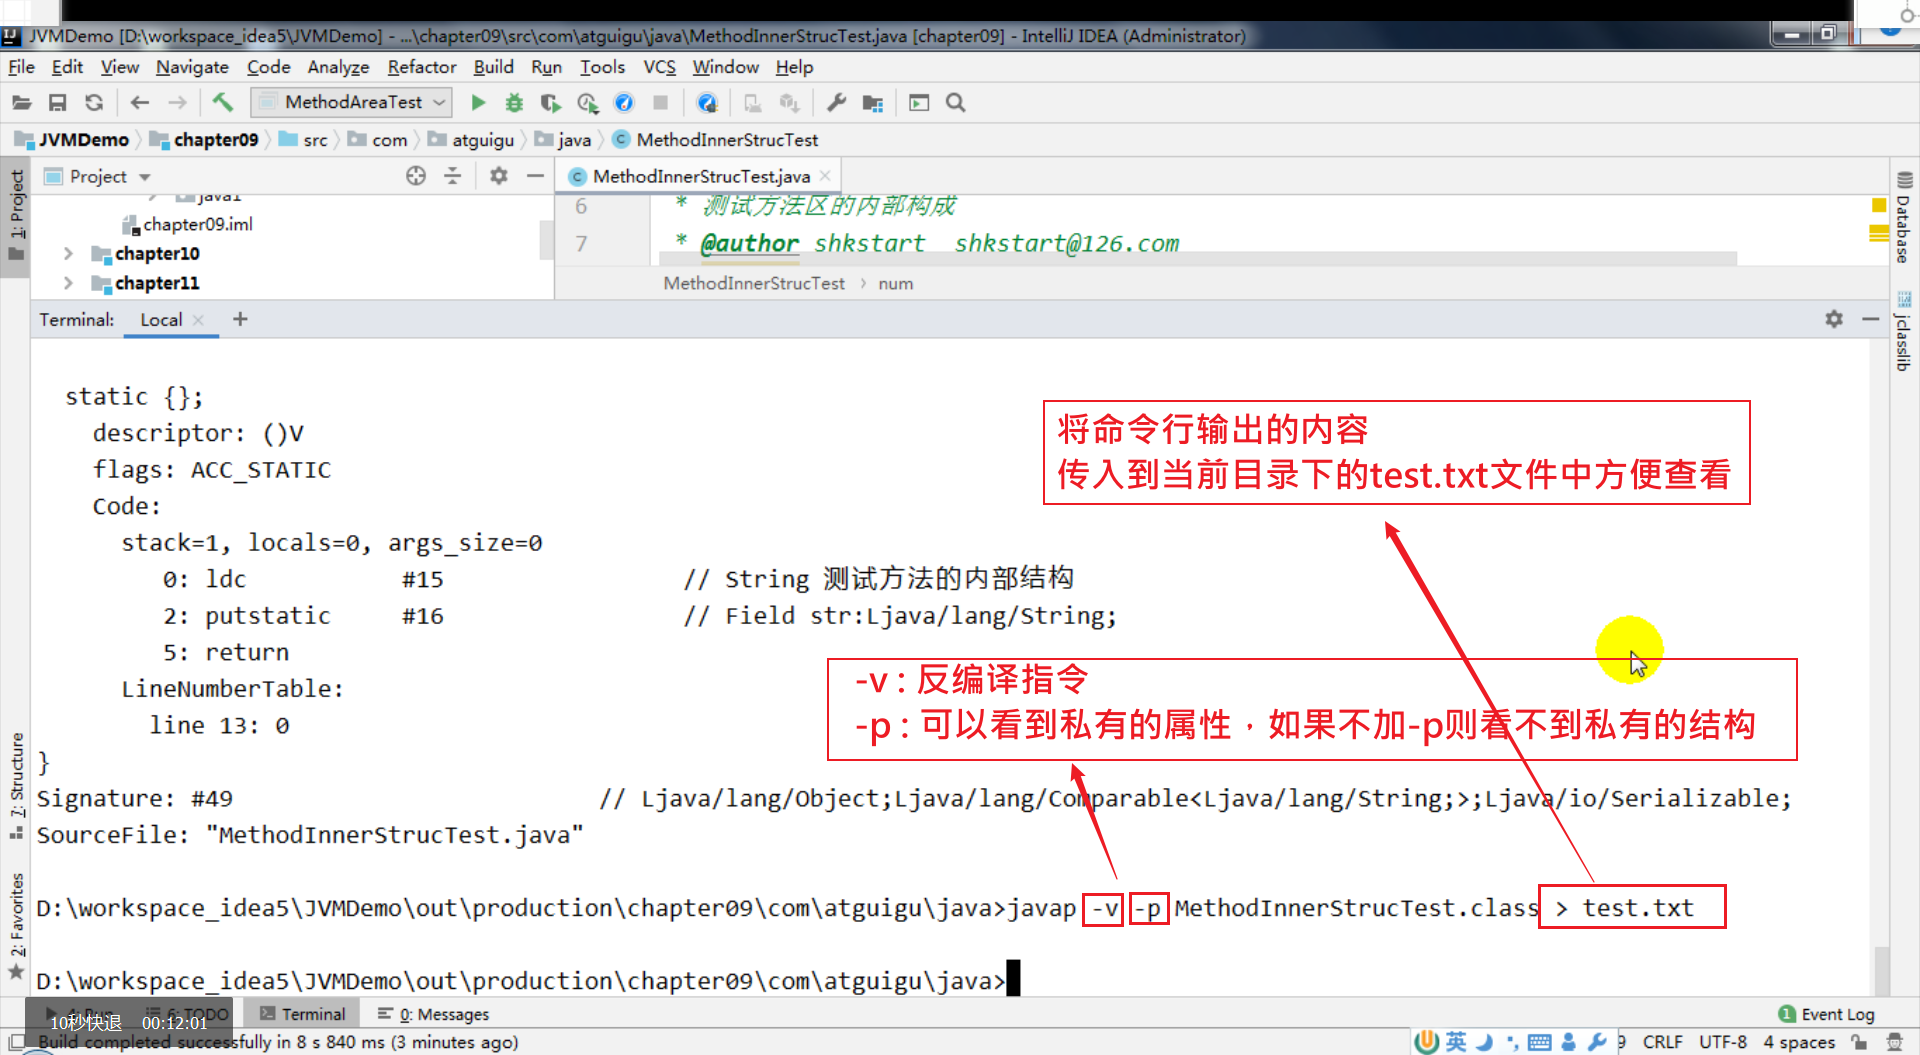 JVMDemo [D:\workspace_idea5\JVMDemo] - ...\chapter09\src\com\atguigu\java\MethodInnerStrucTest.java [chapter09] - IntelliJ IDEA (Administrator)
File Edit View Navigate Code Analyze Refactor Build Run Tools VCS Window Help
MethodAreaTest
JVMDemo chapter09 src com atguigu java MethodInnerStrucTest
1: Project
Project
MethodInnerStrucTest.java
java1
chapter09.iml
chapter10
chapter11
6 * 测试方法区的内部构成
7 * @author shkstart shkstart@126.com
MethodInnerStrucTest › num
Database
jclasslib
Terminal: Local +
static {};
descriptor: ()V
flags: ACC_STATIC
Code:
stack=1, locals=0, args_size=0
0: ldc #15 // String 测试方法的内部结构
2: putstatic #16 // Field str:Ljava/lang/String;
5: return
LineNumberTable:
line 13: 0
}
Signature: #49 // Ljava/lang/Object;Ljava/lang/Comparable<Ljava/lang/String;>;Ljava/io/Serializable;
SourceFile: "MethodInnerStrucTest.java"
D:\workspace_idea5\JVMDemo\out\production\chapter09\com\atguigu\java>javap -v -p MethodInnerStrucTest.class > test.txt
D:\workspace_idea5\JVMDemo\out\production\chapter09\com\atguigu\java>
将命令行输出的内容
传入到当前目录下的test.txt文件中方便查看
-v : 反编译指令
-p : 可以看到私有的属性，如果不加-p则看不到私有的结构
7: Structure
2: Favorites
4: Run 6: TODO Terminal 0: Messages
1 Event Log
10秒快退 00:12:01
Build completed successfully in 8 s 840 ms (3 minutes ago)
英
9 CRLF UTF-8 4 spaces